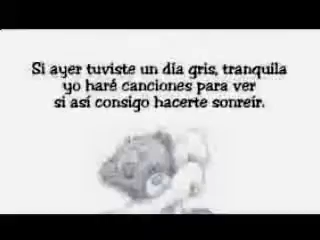 Si ayer tuviste un día gris, tranquila
yo haré canciones para ver
si así consigo hacerte sonreír.